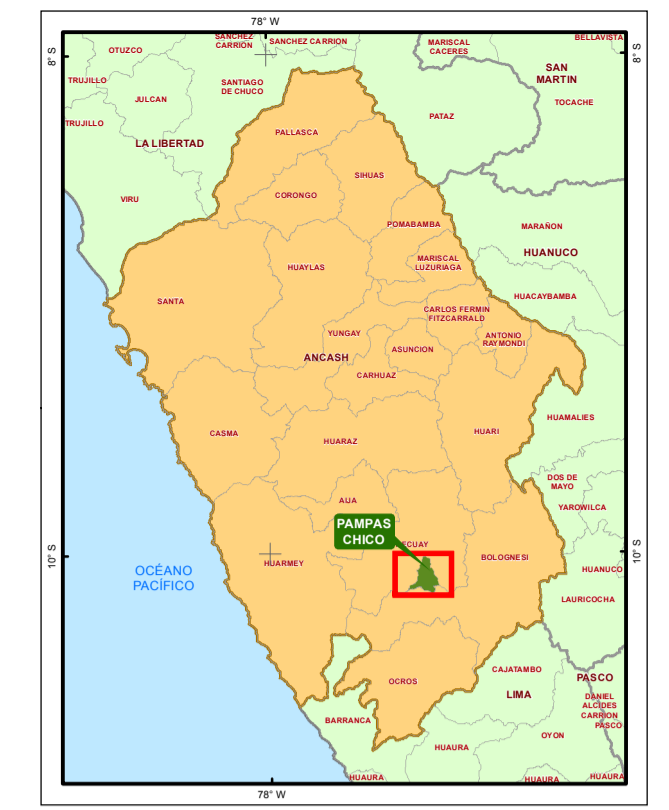 78° W
SANCHEZ
CARRION
SANCHEZ CARRION
MARISCAL
CACERES
BELLAVISTA
8° S
8° S
OTUZCO
SAN
MARTIN
TRUJILLO
SANTIAGO
DE CHUCO
JULCAN
TOCACHE
PATAZ
TRUJILLO
PALLASCA
LA LIBERTAD
SIHUAS
CORONGO
VIRU
POMABAMBA
MARAÑON
HUANUCO
MARISCAL
LUZURIAGA
HUAYLAS
HUACAYBAMBA
SANTA
CARLOS FERMIN
FITZCARRALD
YUNGAY
ANTONIO
RAYMONDI
ASUNCION
ANCASH
CARHUAZ
HUAMALIES
CASMA
HUARI
HUARAZ
DOS DE
MAYO
AIJA
YAROWILCA
PAMPAS
CHICO
ECUAY
10° S
10° S
BOLOGNESI
HUARMEY
OCÉANO
PACÍFICO
HUANUCO
LAURICOCHA
CAJATAMBO
PASCO
OCROS
LIMA
DANIEL
ALCIDES
CARRION
PASCO
BARRANCA
OYON
HUAURA
HUAURA
HUAURA
HUAURA
78° W